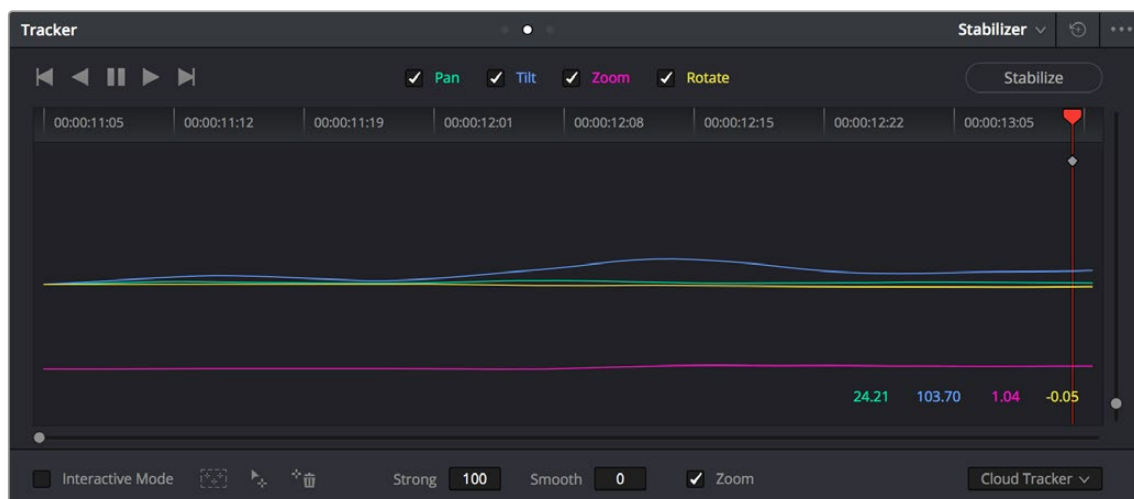 Tracker
Stabilizer
Pan Tilt Zoom Rotate Stabilize
00:00:11:05 00:00:11:12 00:00:11:19 00:00:12:01 00:00:12:08 00:00:12:15 00:00:12:22 00:00:13:05
24.21 103.70 1.04 -0.05
Interactive Mode Strong 100 Smooth 0 Zoom Cloud Tracker